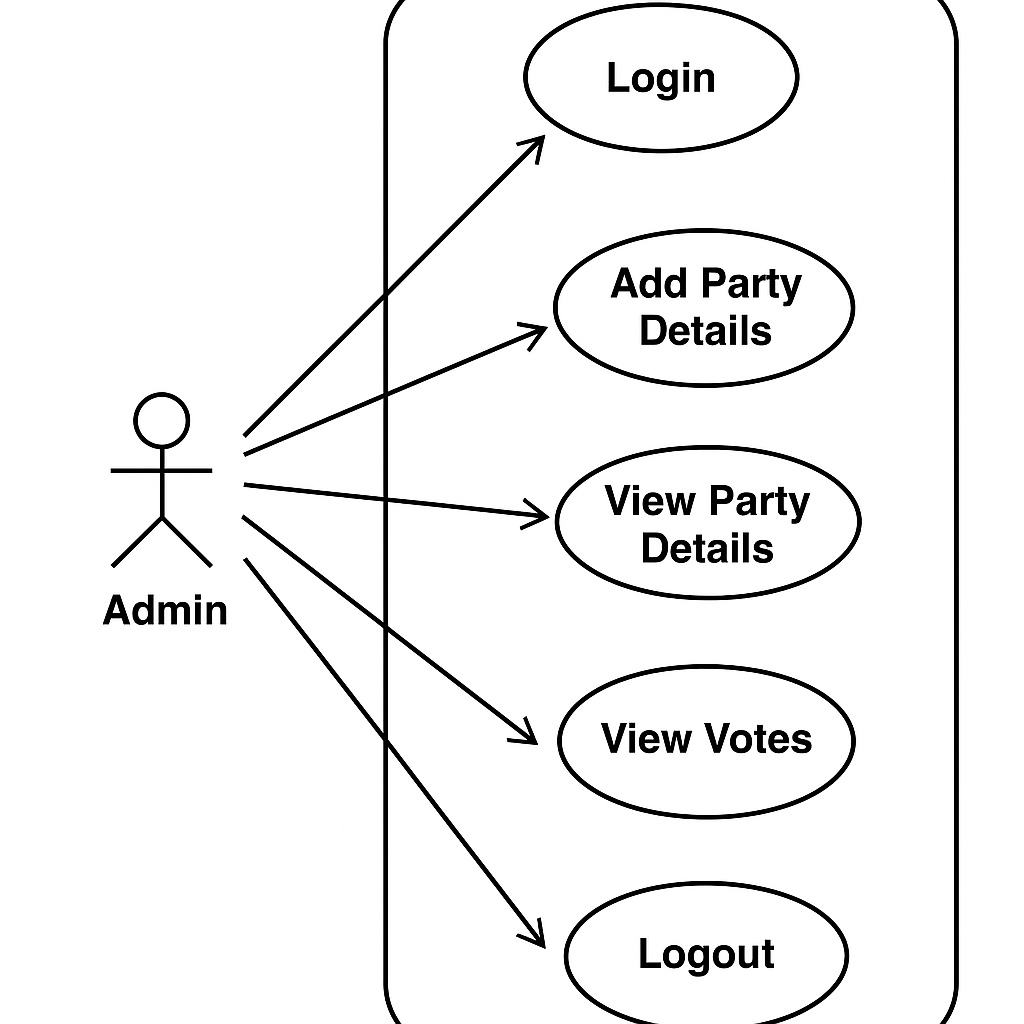 Login
Add Party
Details
View Party
Details
Admin
View Votes
Logout